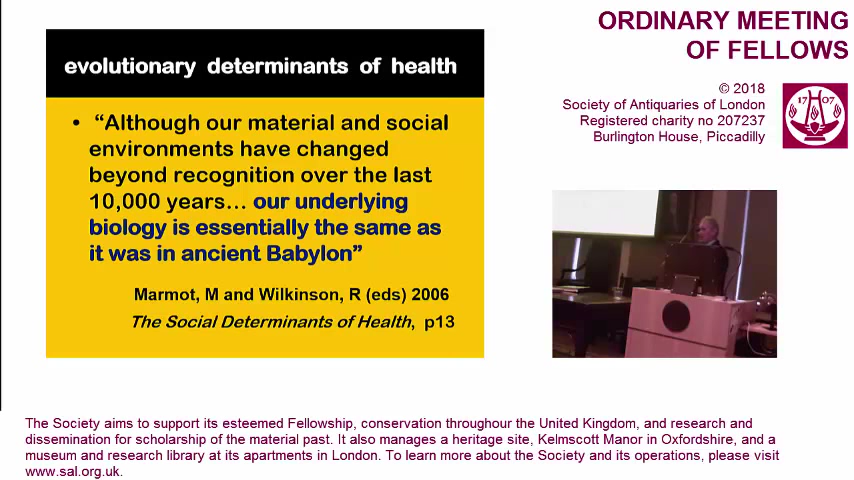 ORDINARY MEETING
OF FELLOWS
© 2018
Society of Antiquaries of London
Registered charity no 207237
Burlington House, Piccadilly
17 07
evolutionary determinants of health
• “Although our material and social
environments have changed
beyond recognition over the last
10,000 years… our underlying
biology is essentially the same as
it was in ancient Babylon”
Marmot, M and Wilkinson, R (eds) 2006
The Social Determinants of Health, p13
The Society aims to support its esteemed Fellowship, conservation throughour the United Kingdom, and research and
dissemination for scholarship of the material past. It also manages a heritage site, Kelmscott Manor in Oxfordshire, and a
museum and research library at its apartments in London. To learn more about the Society and its operations, please visit
www.sal.org.uk.